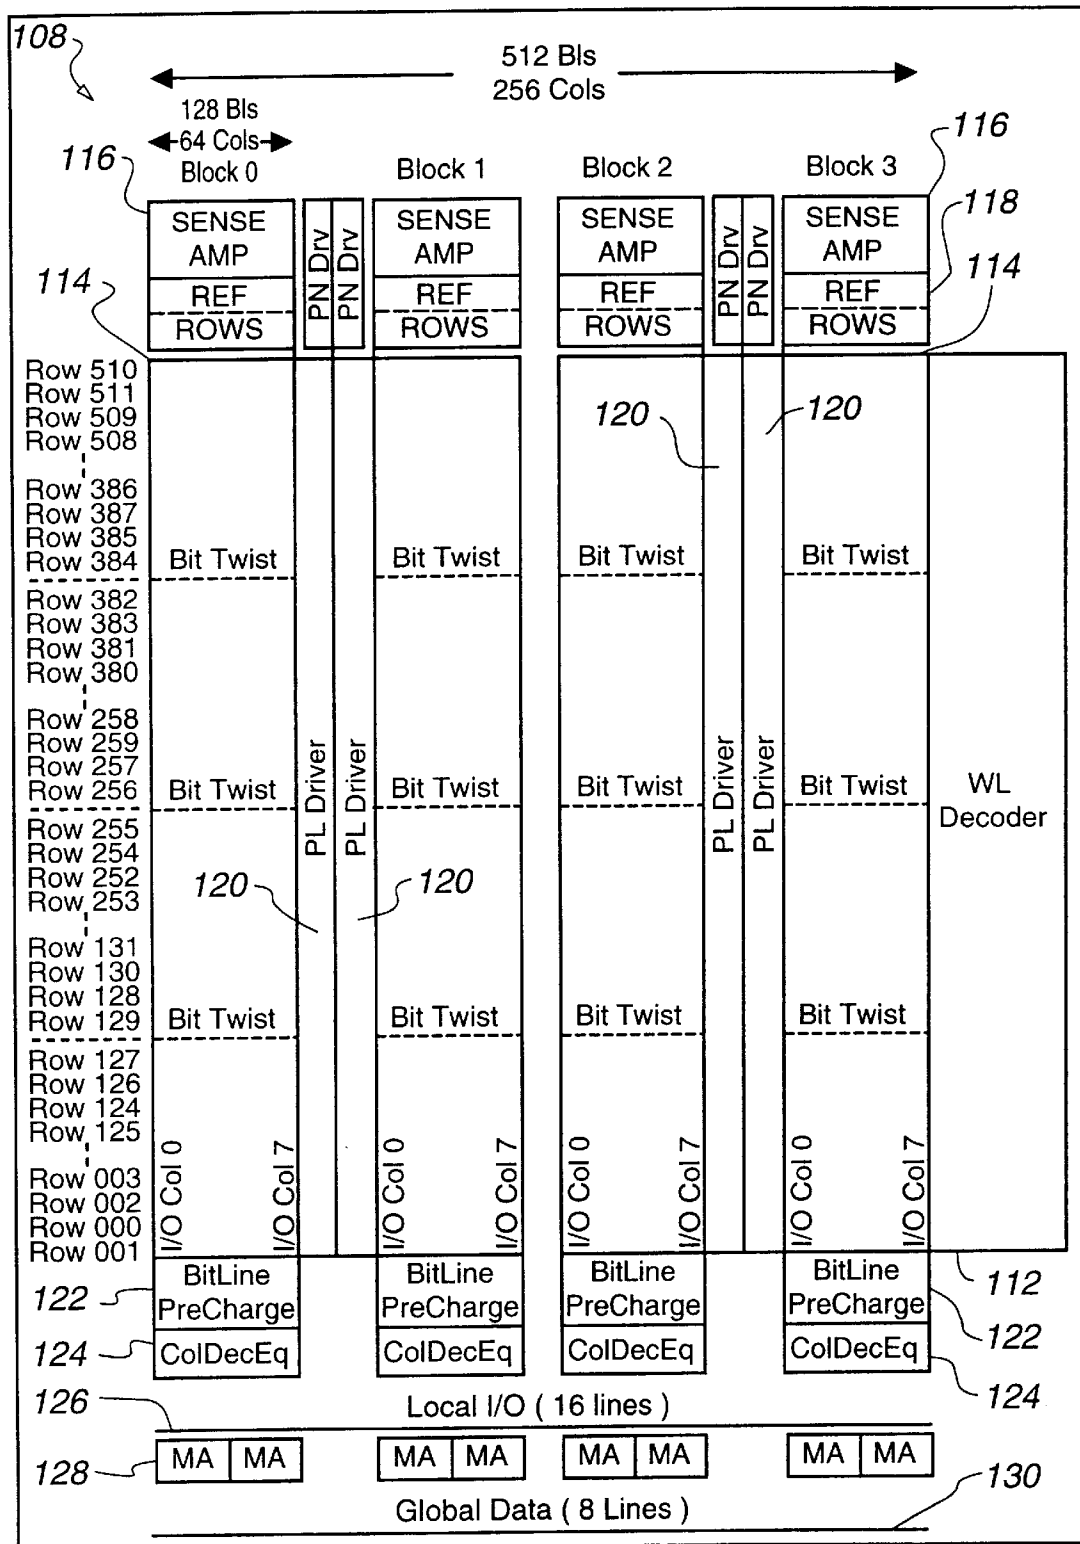 108
512 Bls
256 Cols
128 Bls
64 Cols
116
Block 0
Block 1
Block 2
Block 3
116
SENSE
AMP
REF
ROWS
PN Drv
PN Drv
SENSE
AMP
REF
ROWS
SENSE
AMP
REF
ROWS
PN Drv
PN Drv
SENSE
AMP
REF
ROWS
118
114
114
Row 510
Row 511
Row 509
Row 508
120
120
Row 386
Row 387
Row 385
Row 384
Bit Twist
Bit Twist
Bit Twist
Bit Twist
Row 382
Row 383
Row 381
Row 380
Row 258
Row 259
Row 257
Row 256
Bit Twist
Bit Twist
Bit Twist
Bit Twist
PL Driver
PL Driver
PL Driver
PL Driver
WL
Decoder
Row 255
Row 254
Row 252
Row 253
120
120
Row 131
Row 130
Row 128
Row 129
Bit Twist
Bit Twist
Bit Twist
Bit Twist
Row 127
Row 126
Row 124
Row 125
Row 003
Row 002
Row 000
Row 001
I/O Col 0
I/O Col 7
I/O Col 0
I/O Col 7
I/O Col 0
I/O Col 7
I/O Col 0
I/O Col 7
112
122
BitLine
PreCharge
BitLine
PreCharge
BitLine
PreCharge
BitLine
PreCharge
122
124
ColDecEq
ColDecEq
ColDecEq
ColDecEq
124
126
Local I/O ( 16 lines )
128
MA MA
MA MA
MA MA
MA MA
130
Global Data ( 8 Lines )